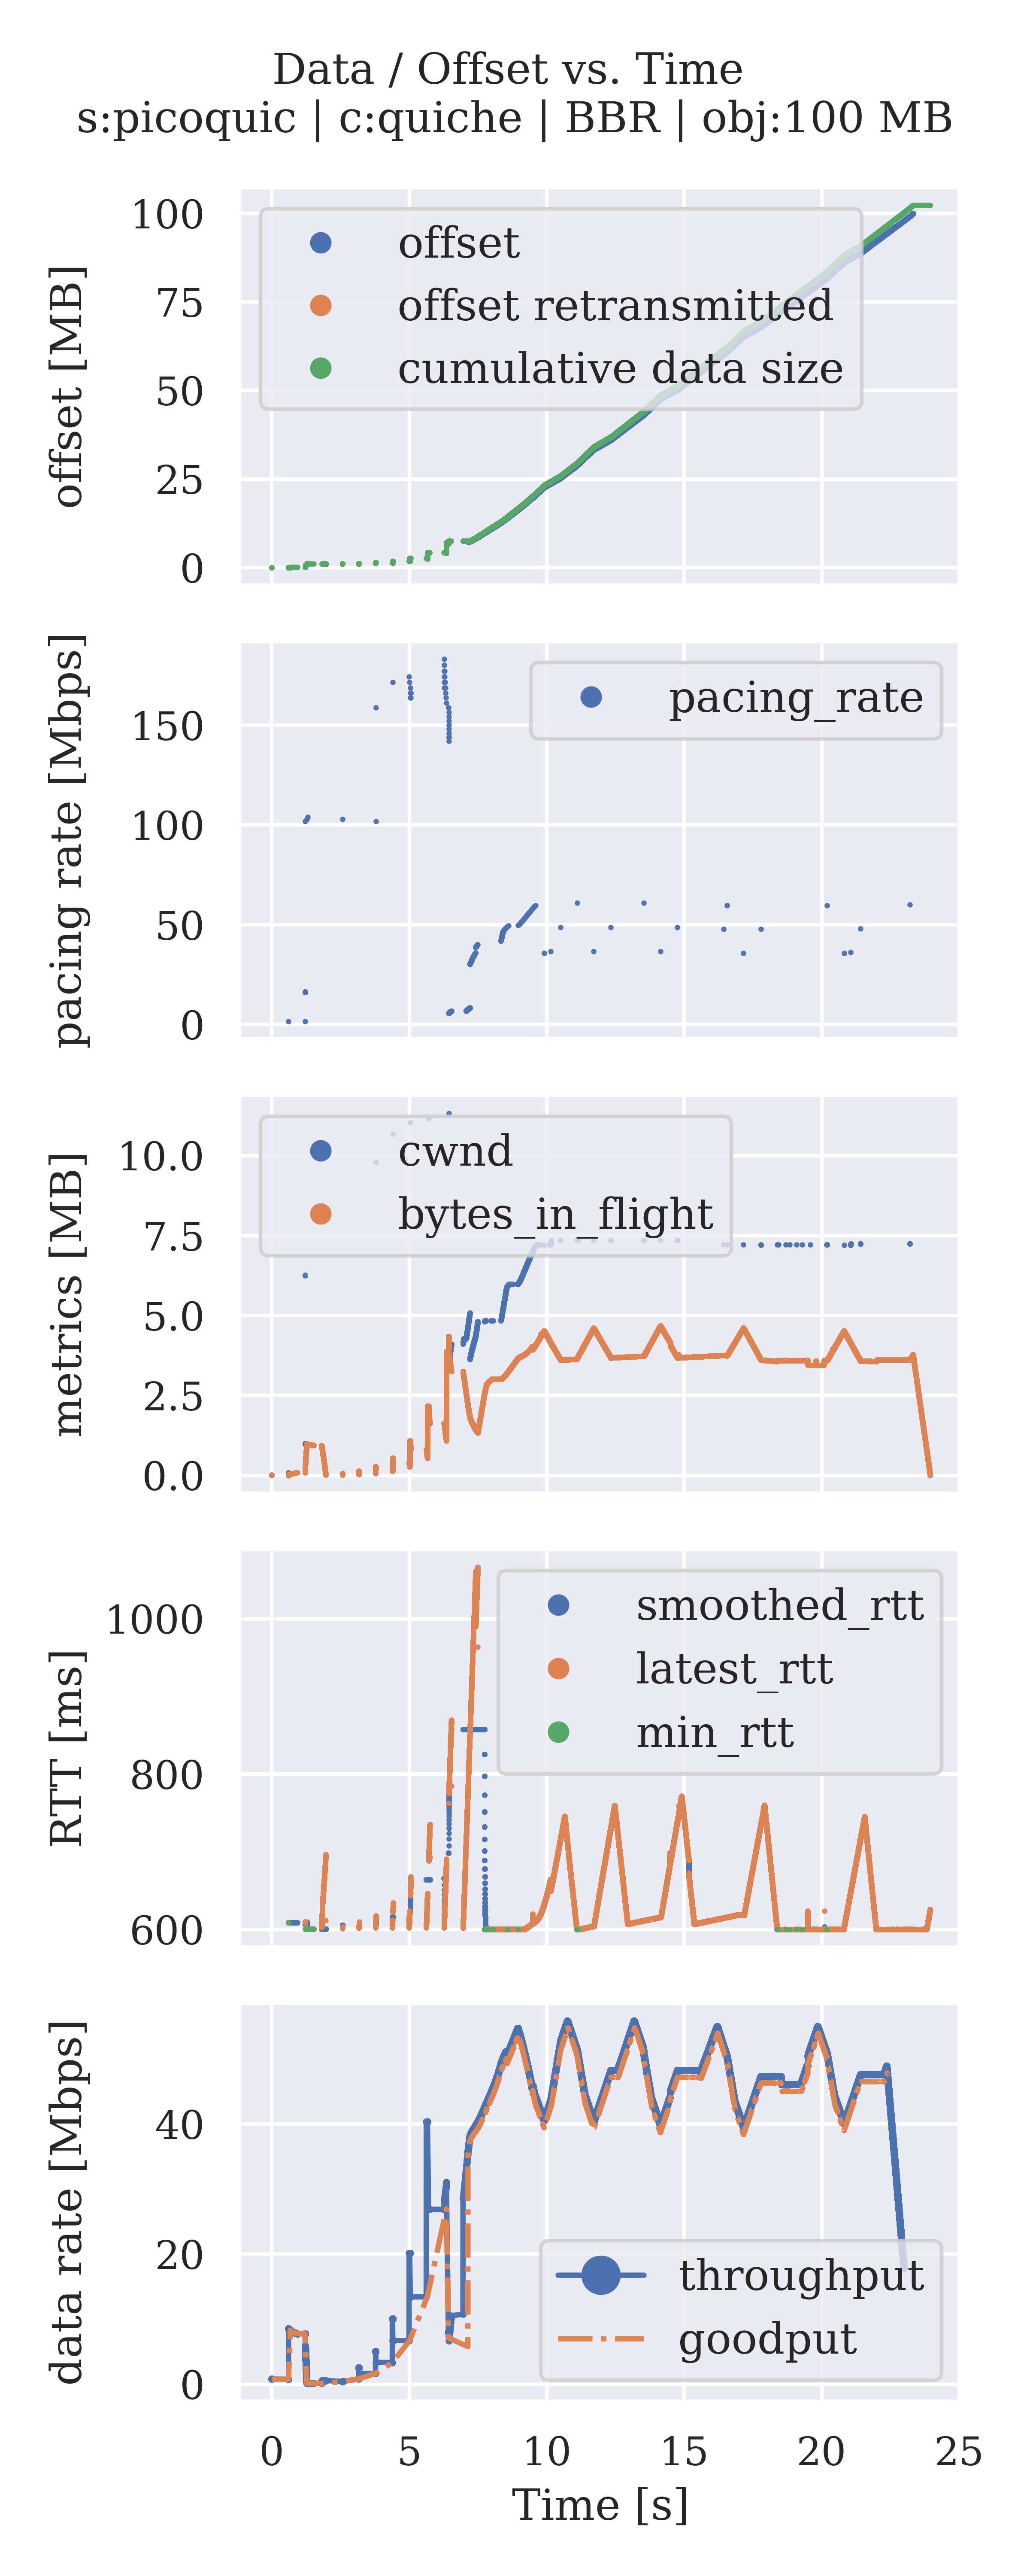 Data / Offset vs. Time
s:picoquic | c:quiche | BBR | obj:100 MB
offset [MB]
100
75
50
25
0
offset
offset retransmitted
cumulative data size
pacing rate [Mbps]
150
100
50
0
pacing_rate
metrics [MB]
10.0
7.5
5.0
2.5
0.0
cwnd
bytes_in_flight
RTT [ms]
1000
800
600
smoothed_rtt
latest_rtt
min_rtt
data rate [Mbps]
40
20
0
throughput
goodput
0 5 10 15 20 25
Time [s]